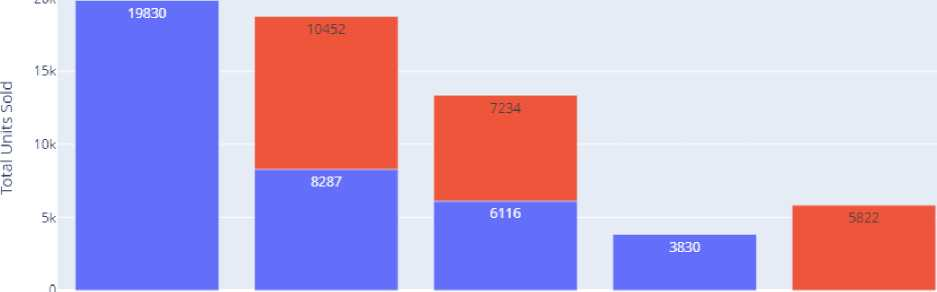 Total Units Sold
20k
15k
10k
5k
0
19830
10452
8287
7234
6116
3830
5822